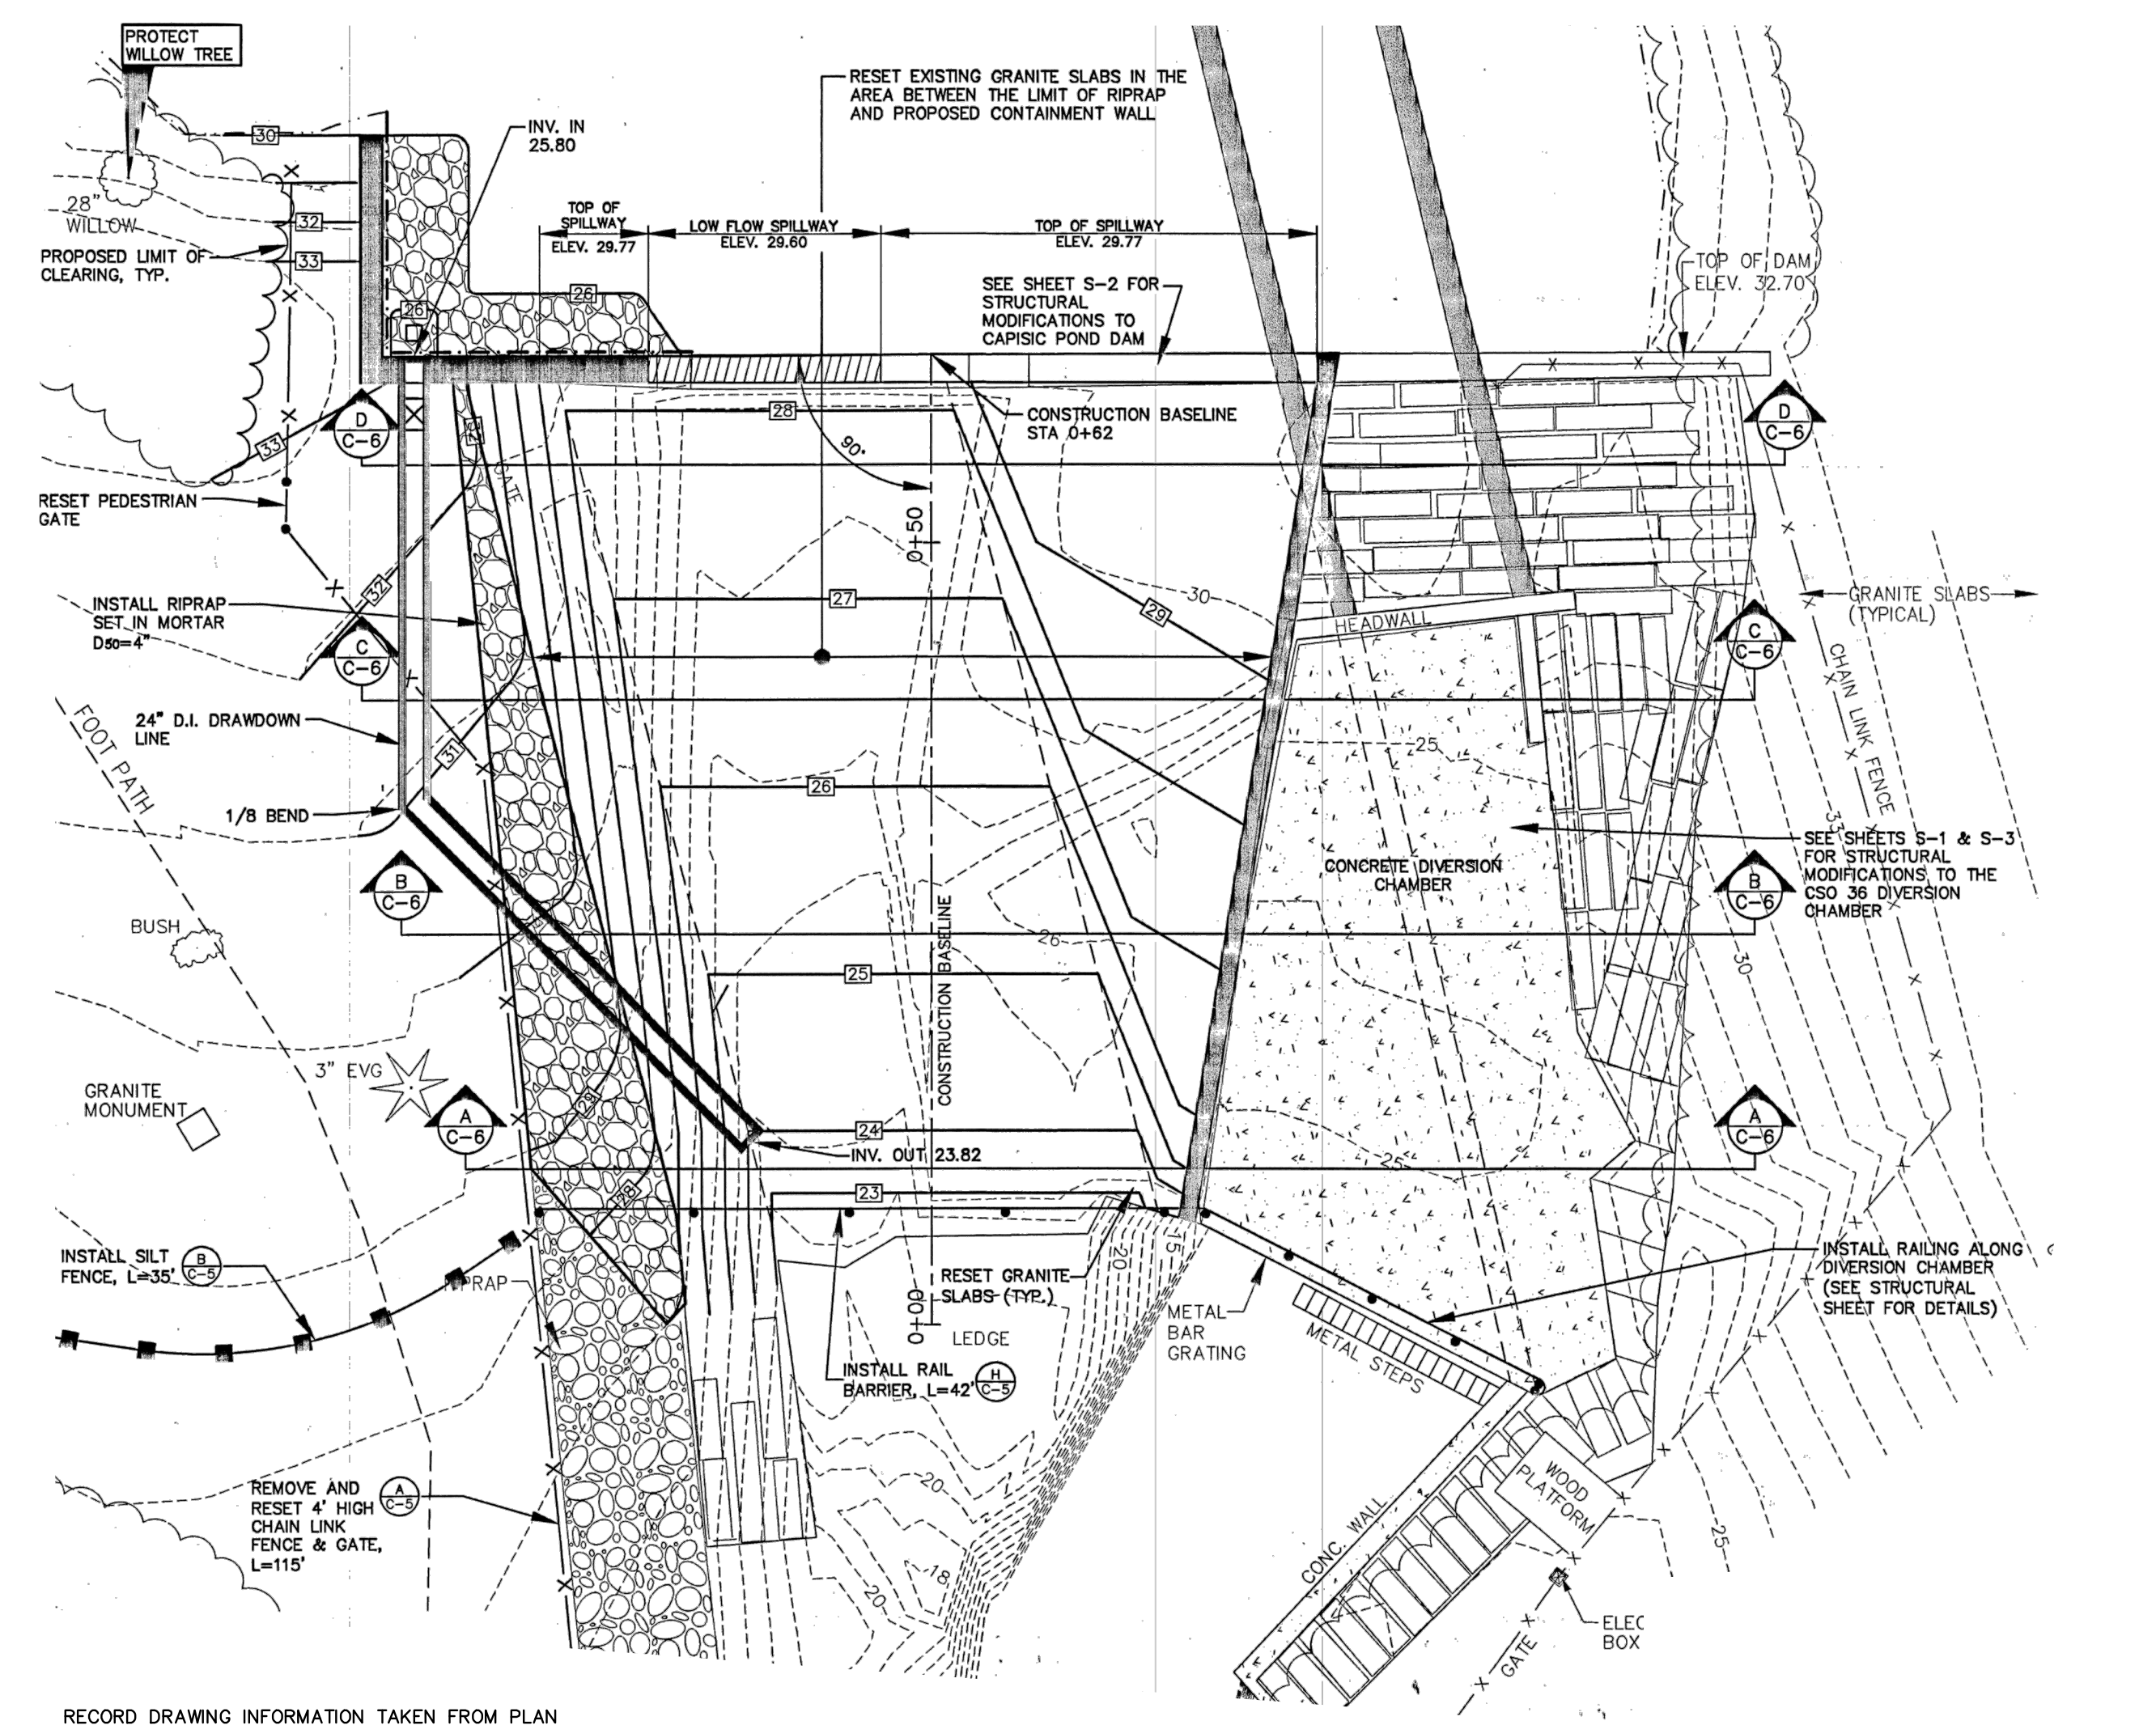 PROTECT
WILLOW TREE
30
INV. IN
25.80
RESET EXISTING GRANITE SLABS IN THE
AREA BETWEEN THE LIMIT OF RIPRAP
AND PROPOSED CONTAINMENT WALL
28"
WILLOW
32
PROPOSED LIMIT OF
CLEARING, TYP.
33
TOP OF
SPILLWAY
ELEV. 29.77
LOW FLOW SPILLWAY
ELEV. 29.60
TOP OF SPILLWAY
ELEV. 29.77
TOP OF DAM
ELEV. 32.70
26
26
SEE SHEET S-2 FOR
STRUCTURAL
MODIFICATIONS TO
CAPISIC POND DAM
D
C-6
28
CONSTRUCTION BASELINE
STA 0+62
D
C-6
33
90°
GATE
RESET PEDESTRIAN
GATE
0+50
32
27
30
29
GRANITE SLABS
(TYPICAL)
INSTALL RIPRAP
SET IN MORTAR
D50=4"
HEADWALL
C
C-6
C
C-6
24" D.I. DRAWDOWN
LINE
FOOT PATH
31
25
CHAIN LINK FENCE
1/8 BEND
26
33
SEE SHEETS S-1 & S-3
FOR STRUCTURAL
MODIFICATIONS TO THE
CSO 36 DIVERSION
CHAMBER
CONCRETE DIVERSION
CHAMBER
B
C-6
B
C-6
BUSH
26
30
25
CONSTRUCTION BASELINE
3" EVG
GRANITE
MONUMENT
29
A
C-6
A
C-6
24
INV. OUT 23.82
25
28
23
INSTALL SILT
FENCE, L=35'
B
C-5
RIPRAP
20
15
RESET GRANITE
SLABS (TYP.)
0+00
LEDGE
METAL
BAR
GRATING
METAL STEPS
INSTALL RAILING ALONG
DIVERSION CHAMBER
(SEE STRUCTURAL
SHEET FOR DETAILS)
INSTALL RAIL
BARRIER, L=42'
H
C-5
REMOVE AND
RESET 4' HIGH
CHAIN LINK
FENCE & GATE,
L=115'
A
C-5
20
18
20
WOOD
PLATFORM
CONC. WALL
25
ELEC
BOX
GATE
RECORD DRAWING INFORMATION TAKEN FROM PLAN